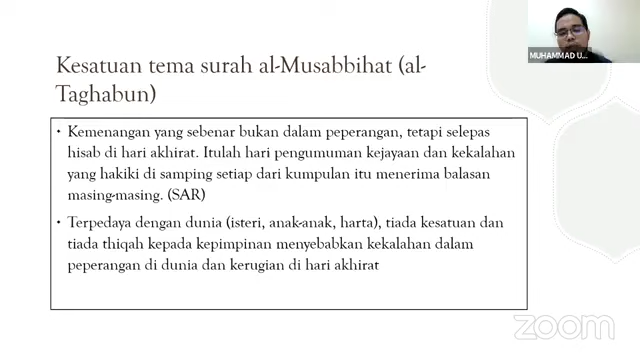 Kesatuan tema surah al-Musabbihat (al-
Taghabun)
• Kemenangan yang sebenar bukan dalam peperangan, tetapi selepas
hisab di hari akhirat. Itulah hari pengumuman kejayaan dan kekalahan
yang hakiki di samping setiap dari kumpulan itu menerima balasan
masing-masing. (SAR)
• Terpedaya dengan dunia (isteri, anak-anak, harta), tiada kesatuan dan
tiada thiqah kepada kepimpinan menyebabkan kekalahan dalam
peperangan di dunia dan kerugian di hari akhirat
MUHAMMAD U...
zoom